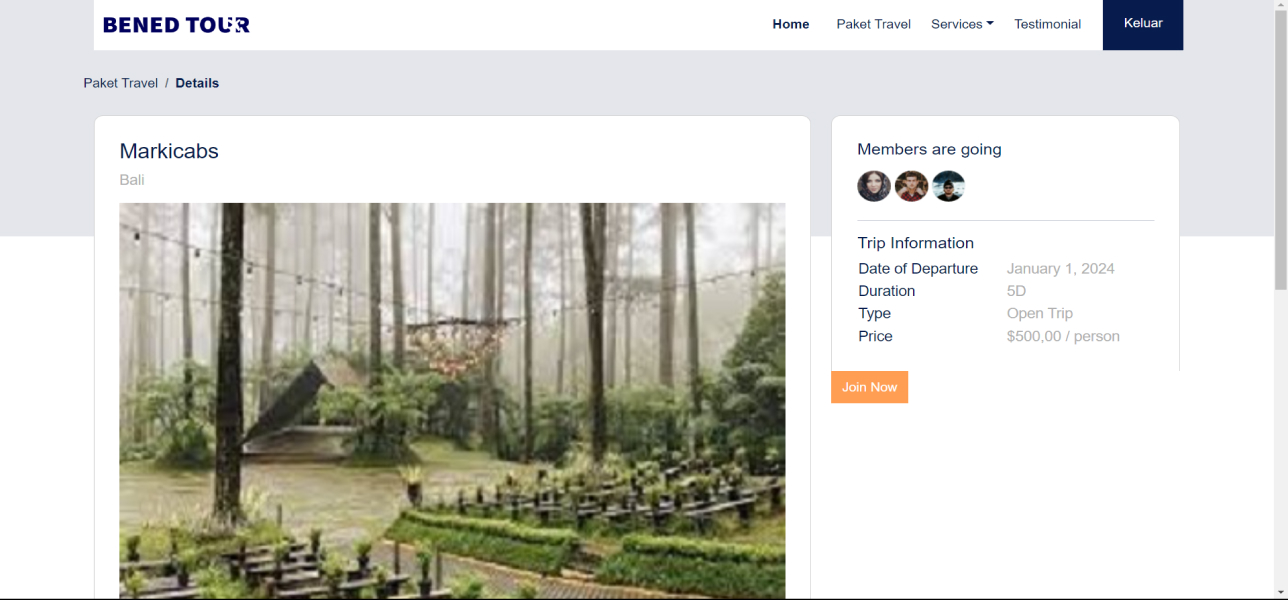 BENED TOUR
Home Paket Travel Services Testimonial Keluar
Paket Travel / Details
Markicabs
Bali
Members are going
Trip Information
Date of Departure January 1, 2024
Duration 5D
Type Open Trip
Price $500,00 / person
Join Now